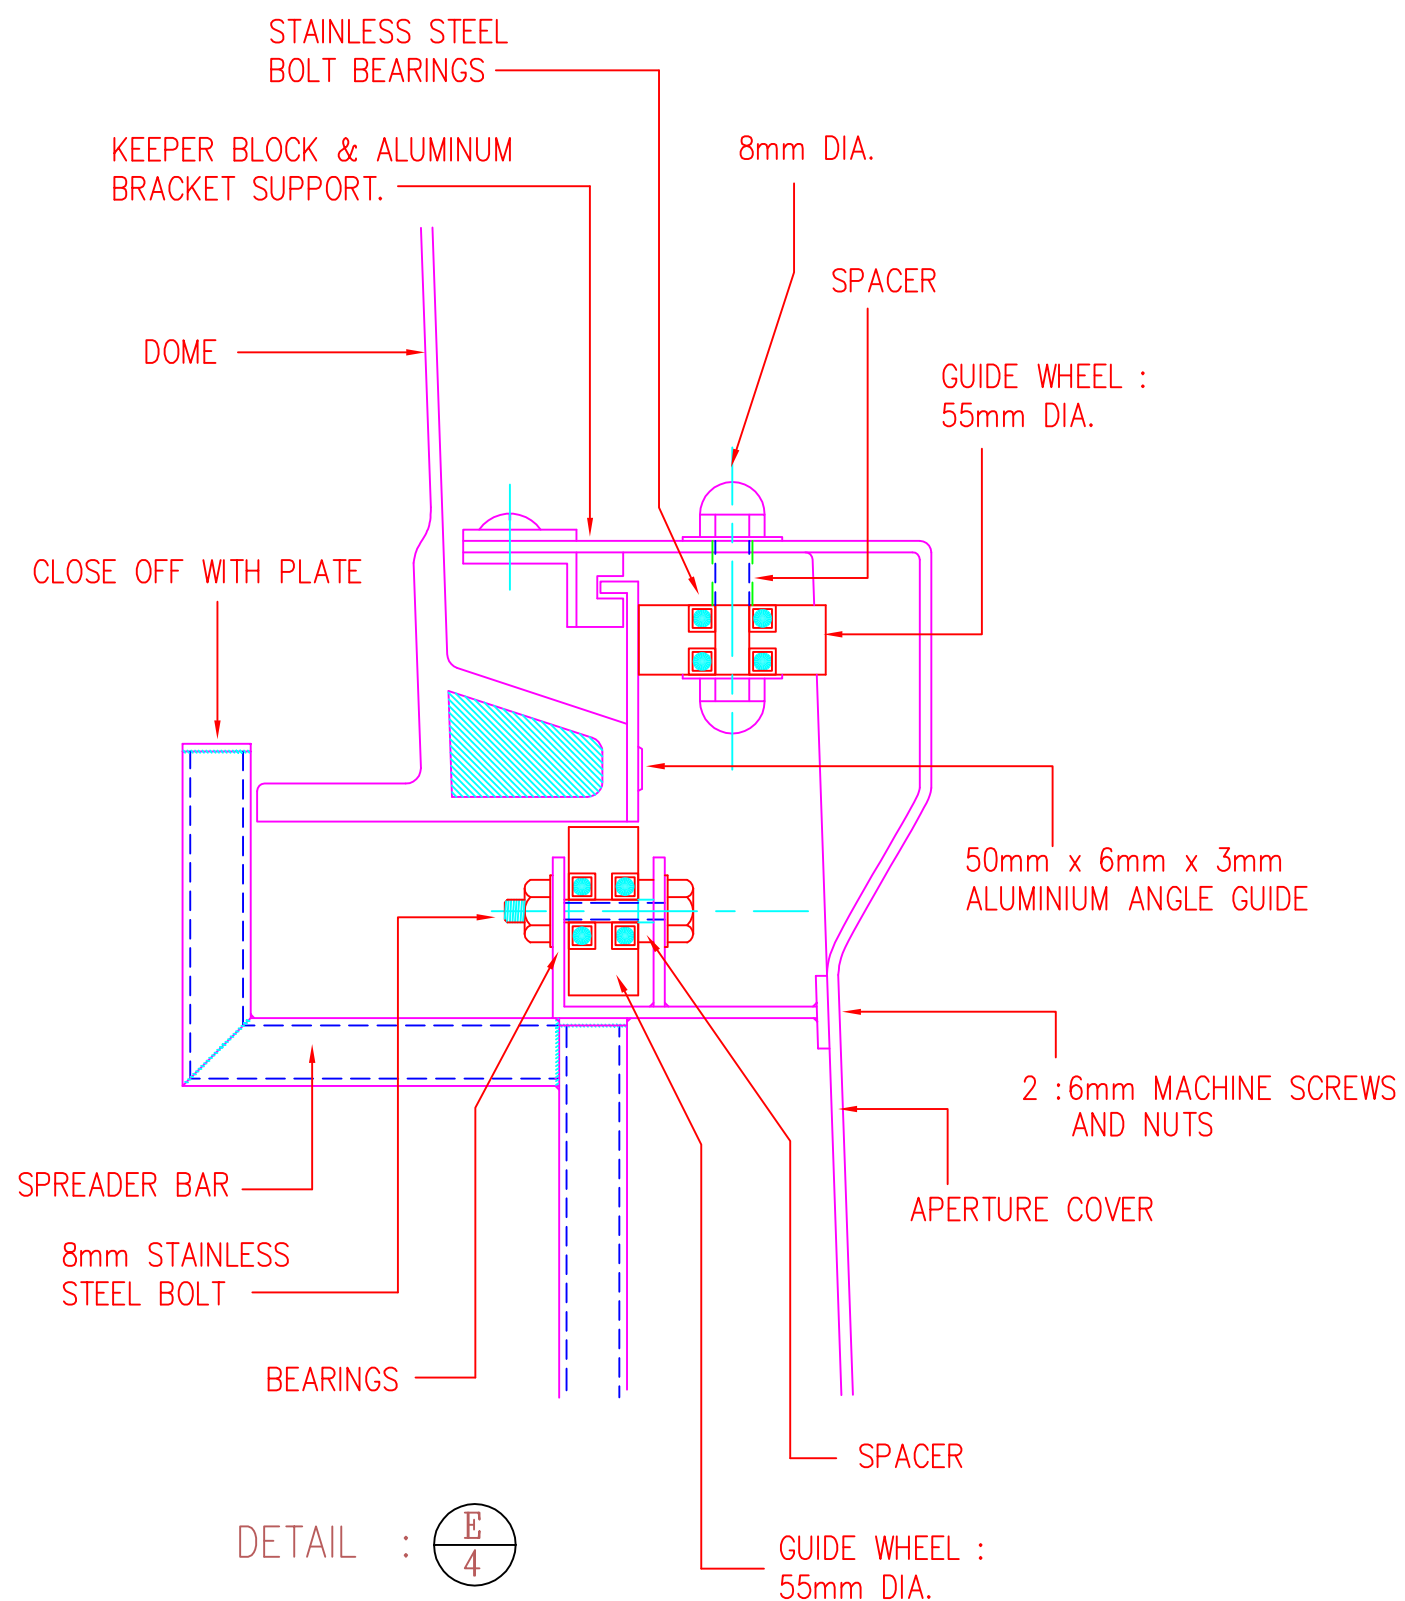 STAINLESS STEEL
BOLT BEARINGS
KEEPER BLOCK & ALUMINUM
BRACKET SUPPORT.
8mm DIA.
SPACER
DOME
GUIDE WHEEL :
55mm DIA.
CLOSE OFF WITH PLATE
50mm x 6mm x 3mm
ALUMINIUM ANGLE GUIDE
2 :6mm MACHINE SCREWS
AND NUTS
SPREADER BAR
APERTURE COVER
8mm STAINLESS
STEEL BOLT
BEARINGS
SPACER
DETAIL :
E
4
GUIDE WHEEL :
55mm DIA.